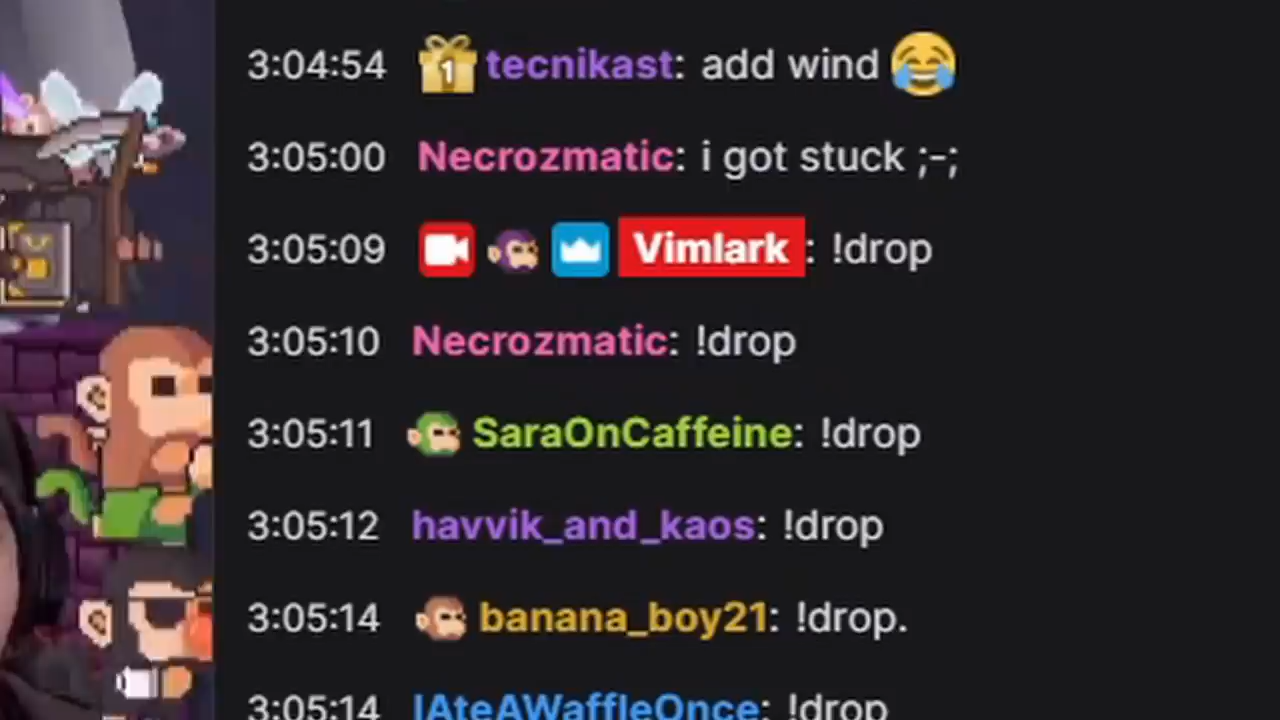 3:04:54 1 tecnikast: add wind 😂
3:05:00 Necrozmatic: i got stuck ;-;
3:05:09 Vimlark : !drop
3:05:10 Necrozmatic: !drop
3:05:11 SaraOnCaffeine: !drop
3:05:12 havvik_and_kaos: !drop
3:05:14 banana_boy21: !drop.
3:05:14 IAteAWaffleOnce: !drop